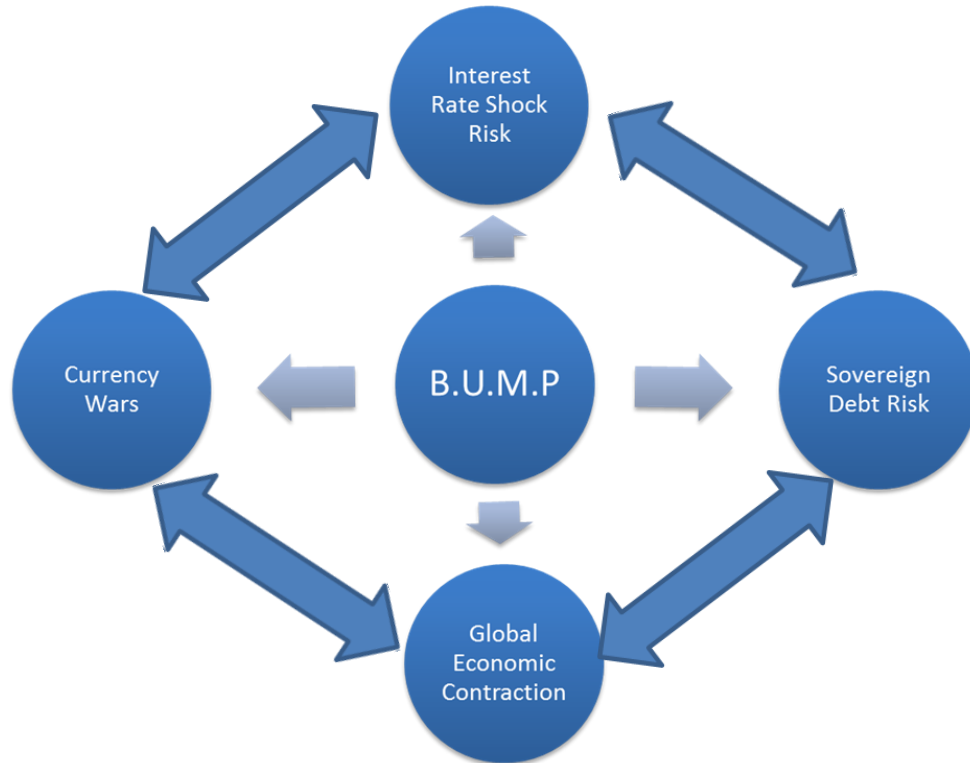 Interest
Rate Shock
Risk
Currency
Wars
B.U.M.P
Sovereign
Debt Risk
Global
Economic
Contraction